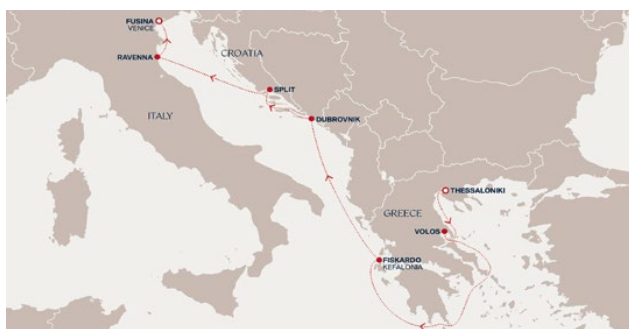 FUSINA
VENICE
CROATIA
RAVENNA
SPLIT
ITALY
DUBROVNIK
THESSALONIKI
GREECE
VOLOS
FISKARDO
KEFALONIA